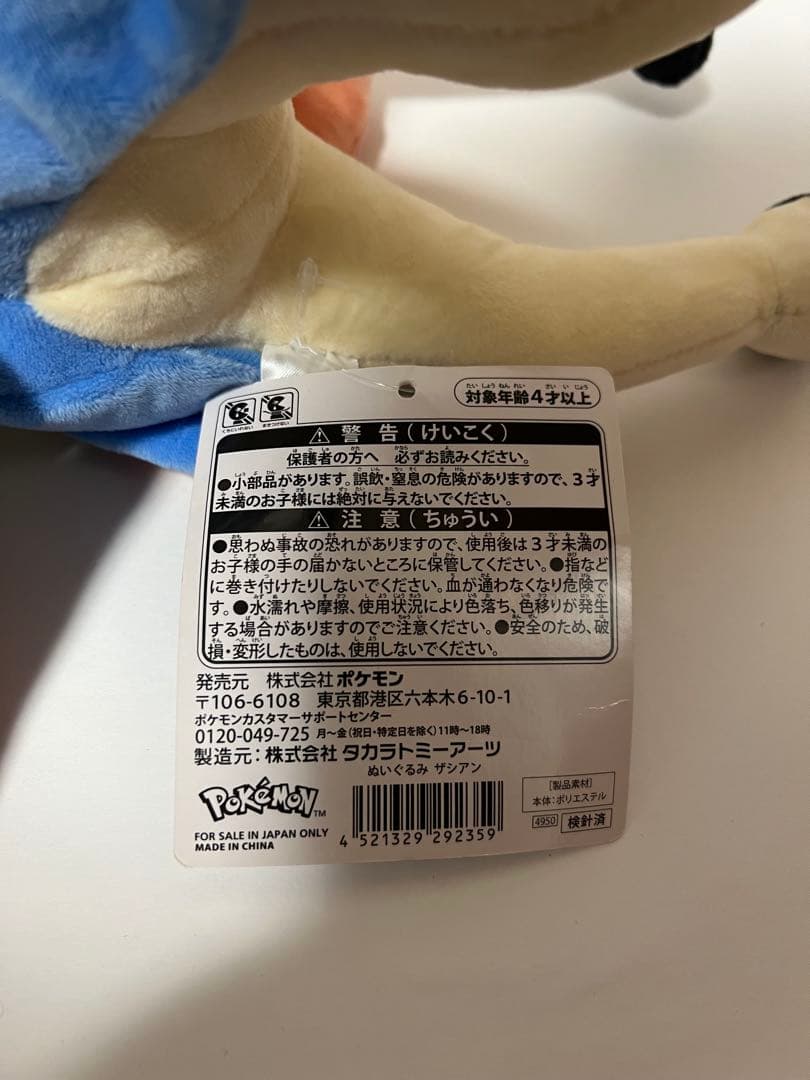 対象年齢4才以上
くちにいれない まきつけない
⚠ 警 告（けいこく）
保護者の方へ 必ずお読みください。
●小部品があります。誤飲・窒息の危険がありますので、3才
未満のお子様には絶対に与えないでください。
⚠ 注 意（ちゅうい）
●思わぬ事故の恐れがありますので、使用後は3才未満の
お子様の手の届かないところに保管してください。●指など
に巻き付けたりしないでください。血が通わなくなり危険で
す。●水濡れや摩擦、使用状況により色落ち、色移りが発生
する場合がありますのでご注意ください。●安全のため、破
損・変形したものは、使用しないでください。
発売元 株式会社ポケモン
〒106-6108 東京都港区六本木6-10-1
ポケモンカスタマーサポートセンター
0120-049-725 月～金（祝日・特定日を除く）11時～18時
製造元：株式会社 タカラトミーアーツ
ぬいぐるみ ザシアン
POKéMON™
FOR SALE IN JAPAN ONLY
MADE IN CHINA
4 521329 292359
［製品素材］
本体：ポリエステル
4950 検針済